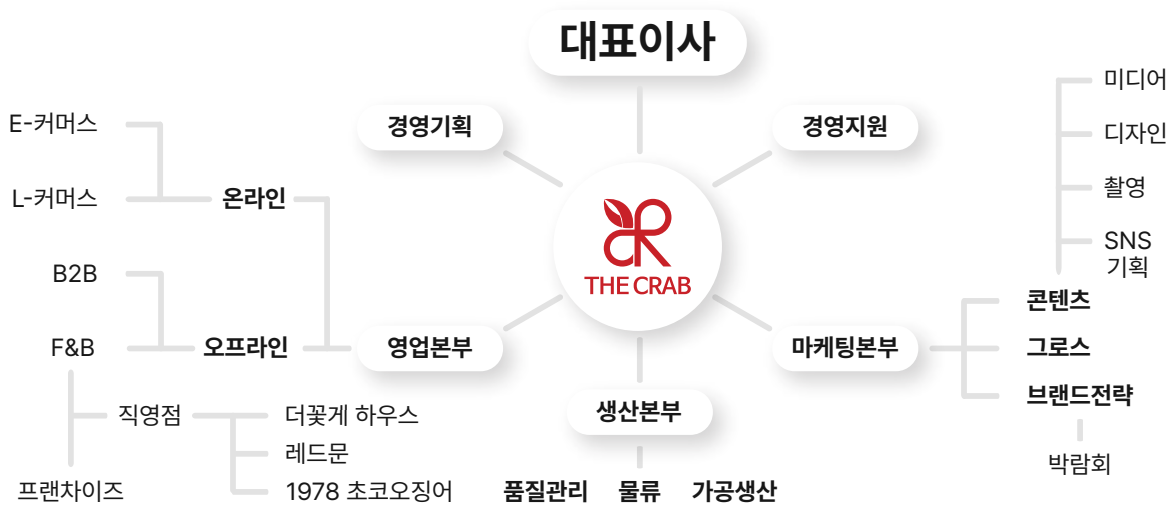 대표이사
경영기획
경영지원
THE CRAB
영업본부
온라인
E-커머스
L-커머스
오프라인
B2B
F&B
직영점
더꽃게 하우스
레드문
1978 초코오징어
프랜차이즈
생산본부
품질관리
물류
가공생산
마케팅본부
콘텐츠
미디어
디자인
촬영
SNS
기획
그로스
브랜드전략
박람회